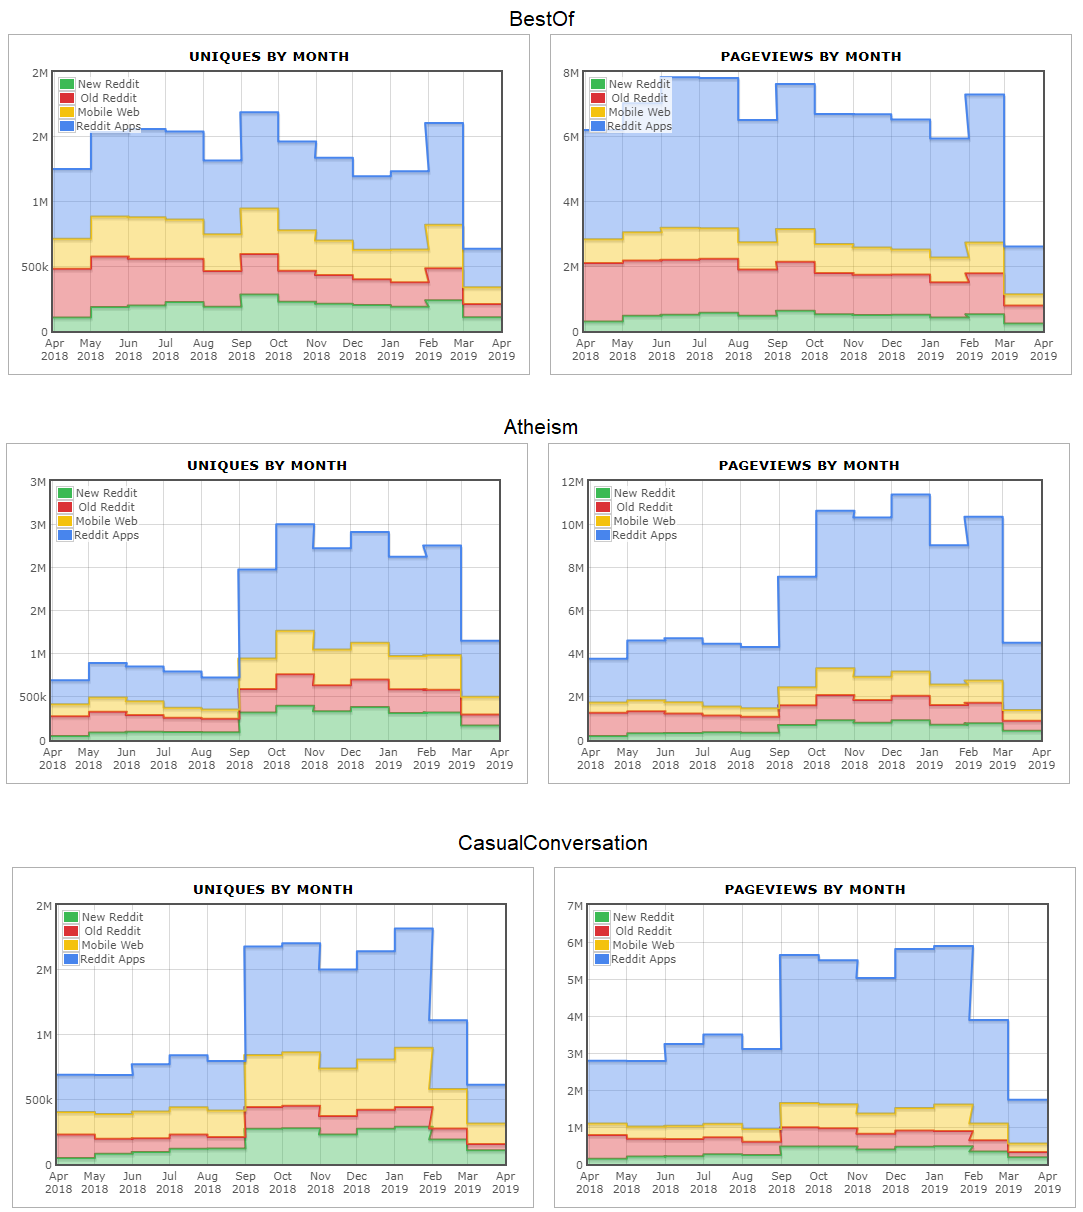 BestOf
UNIQUES BY MONTH
2M
2M
1M
500k
0
New Reddit
Old Reddit
Mobile Web
Reddit Apps
Apr May Jun Jul Aug Sep Oct Nov Dec Jan Feb Mar Apr
2018 2018 2018 2018 2018 2018 2018 2018 2018 2019 2019 2019 2019
PAGEVIEWS BY MONTH
8M
6M
4M
2M
0
New Reddit
Old Reddit
Mobile Web
Reddit Apps
Apr May Jun Jul Aug Sep Oct Nov Dec Jan Feb Mar Apr
2018 2018 2018 2018 2018 2018 2018 2018 2018 2019 2019 2019 2019
Atheism
UNIQUES BY MONTH
3M
3M
2M
2M
1M
500k
0
New Reddit
Old Reddit
Mobile Web
Reddit Apps
Apr May Jun Jul Aug Sep Oct Nov Dec Jan Feb Mar Apr
2018 2018 2018 2018 2018 2018 2018 2018 2018 2019 2019 2019 2019
PAGEVIEWS BY MONTH
12M
10M
8M
6M
4M
2M
0
New Reddit
Old Reddit
Mobile Web
Reddit Apps
Apr May Jun Jul Aug Sep Oct Nov Dec Jan Feb Mar Apr
2018 2018 2018 2018 2018 2018 2018 2018 2018 2019 2019 2019 2019
CasualConversation
UNIQUES BY MONTH
2M
2M
1M
500k
0
New Reddit
Old Reddit
Mobile Web
Reddit Apps
Apr May Jun Jul Aug Sep Oct Nov Dec Jan Feb Mar Apr
2018 2018 2018 2018 2018 2018 2018 2018 2018 2019 2019 2019 2019
PAGEVIEWS BY MONTH
7M
6M
5M
4M
3M
2M
1M
0
New Reddit
Old Reddit
Mobile Web
Reddit Apps
Apr May Jun Jul Aug Sep Oct Nov Dec Jan Feb Mar Apr
2018 2018 2018 2018 2018 2018 2018 2018 2018 2019 2019 2019 2019